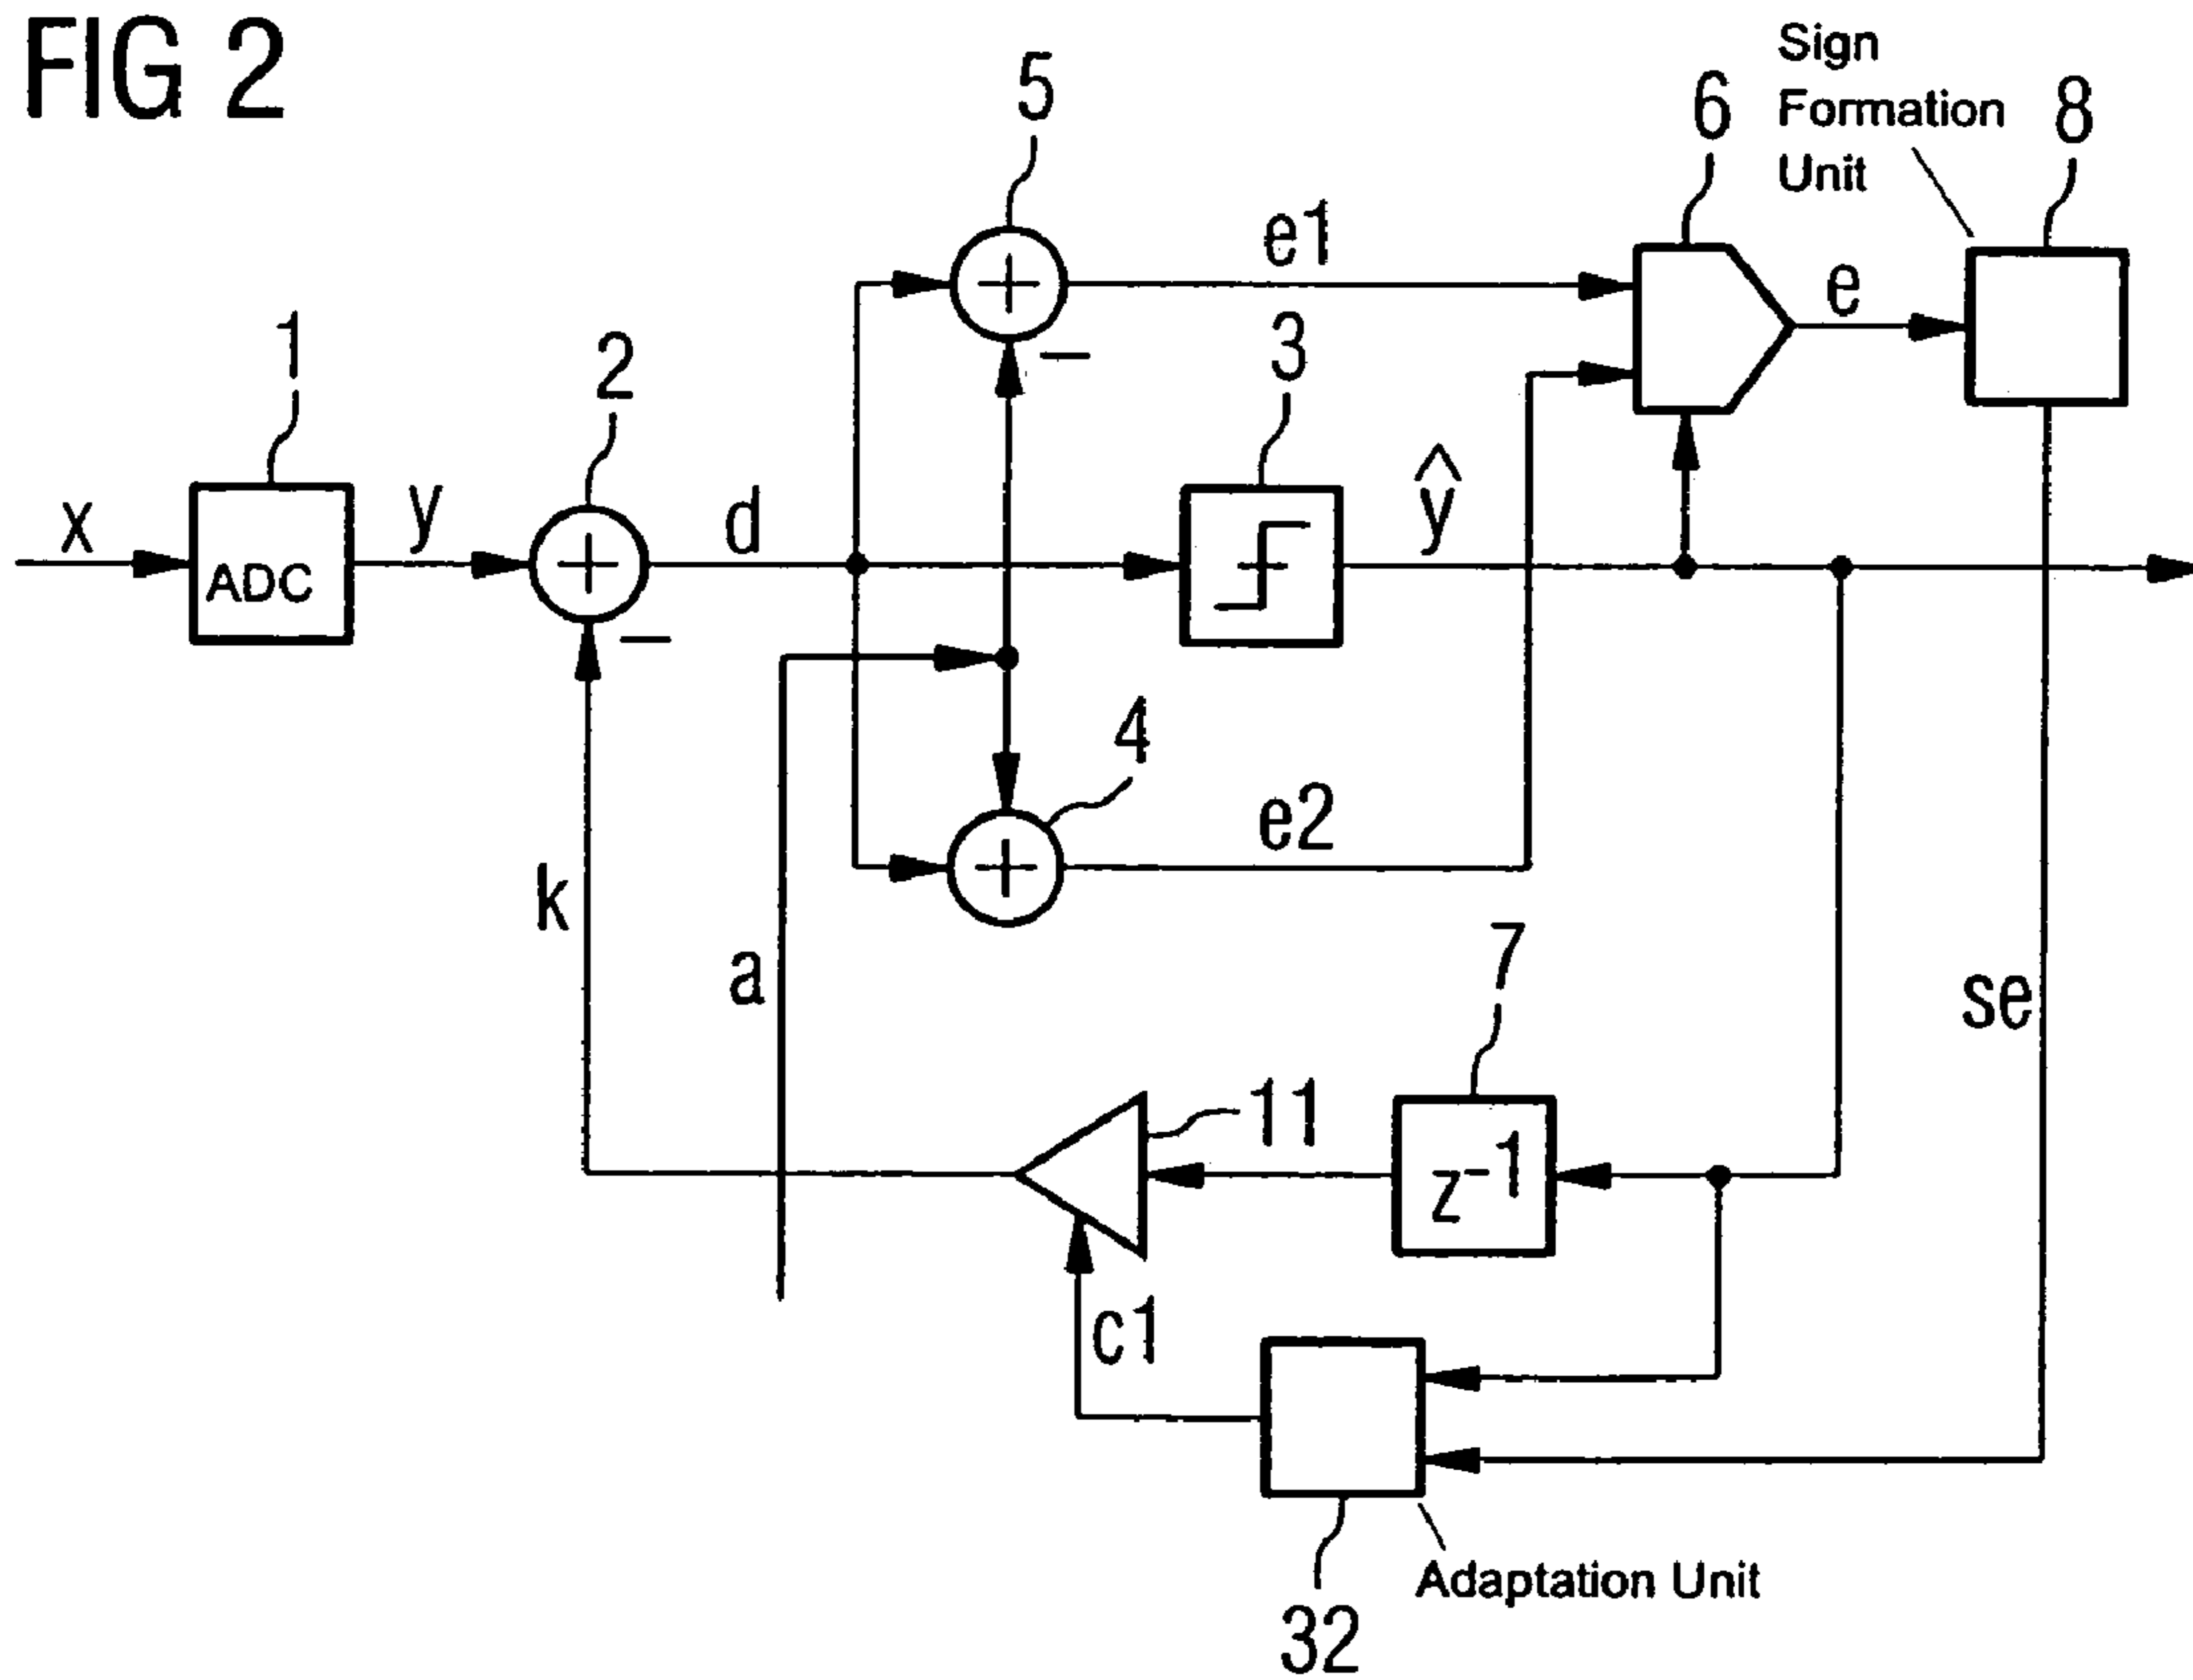 FIG 2
Sign
Formation
Unit
5
6
8
e1
e
1
2
3
x
ADC
y
d
ŷ
4
e2
k
a
7
se
11
z⁻¹
c1
32
Adaptation Unit